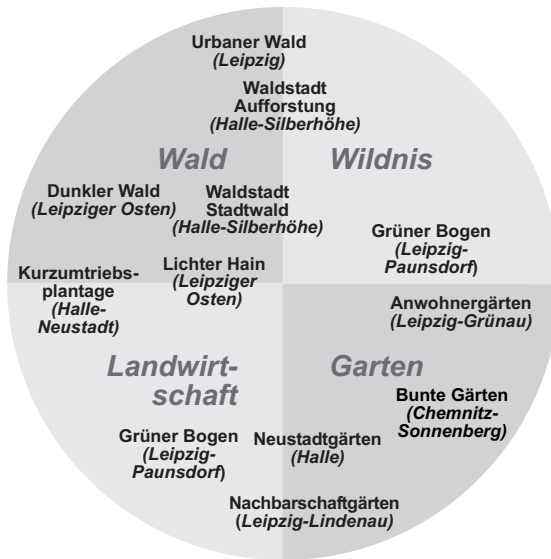 Urbaner Wald
(Leipzig)
Waldstadt
Aufforstung
(Halle-Silberhöhe)
Wald
Wildnis
Dunkler Wald
(Leipziger Osten)
Waldstadt
Stadtwald
(Halle-Silberhöhe)
Grüner Bogen
(Leipzig-
Paunsdorf)
Kurzumtriebs-
plantage
(Halle-
Neustadt)
Lichter Hain
(Leipziger
Osten)
Anwohnergärten
(Leipzig-Grünau)
Landwirt-
schaft
Garten
Bunte Gärten
(Chemnitz-
Sonnenberg)
Grüner Bogen
(Leipzig-
Paunsdorf)
Neustadtgärten
(Halle)
Nachbarschaftgärten
(Leipzig-Lindenau)